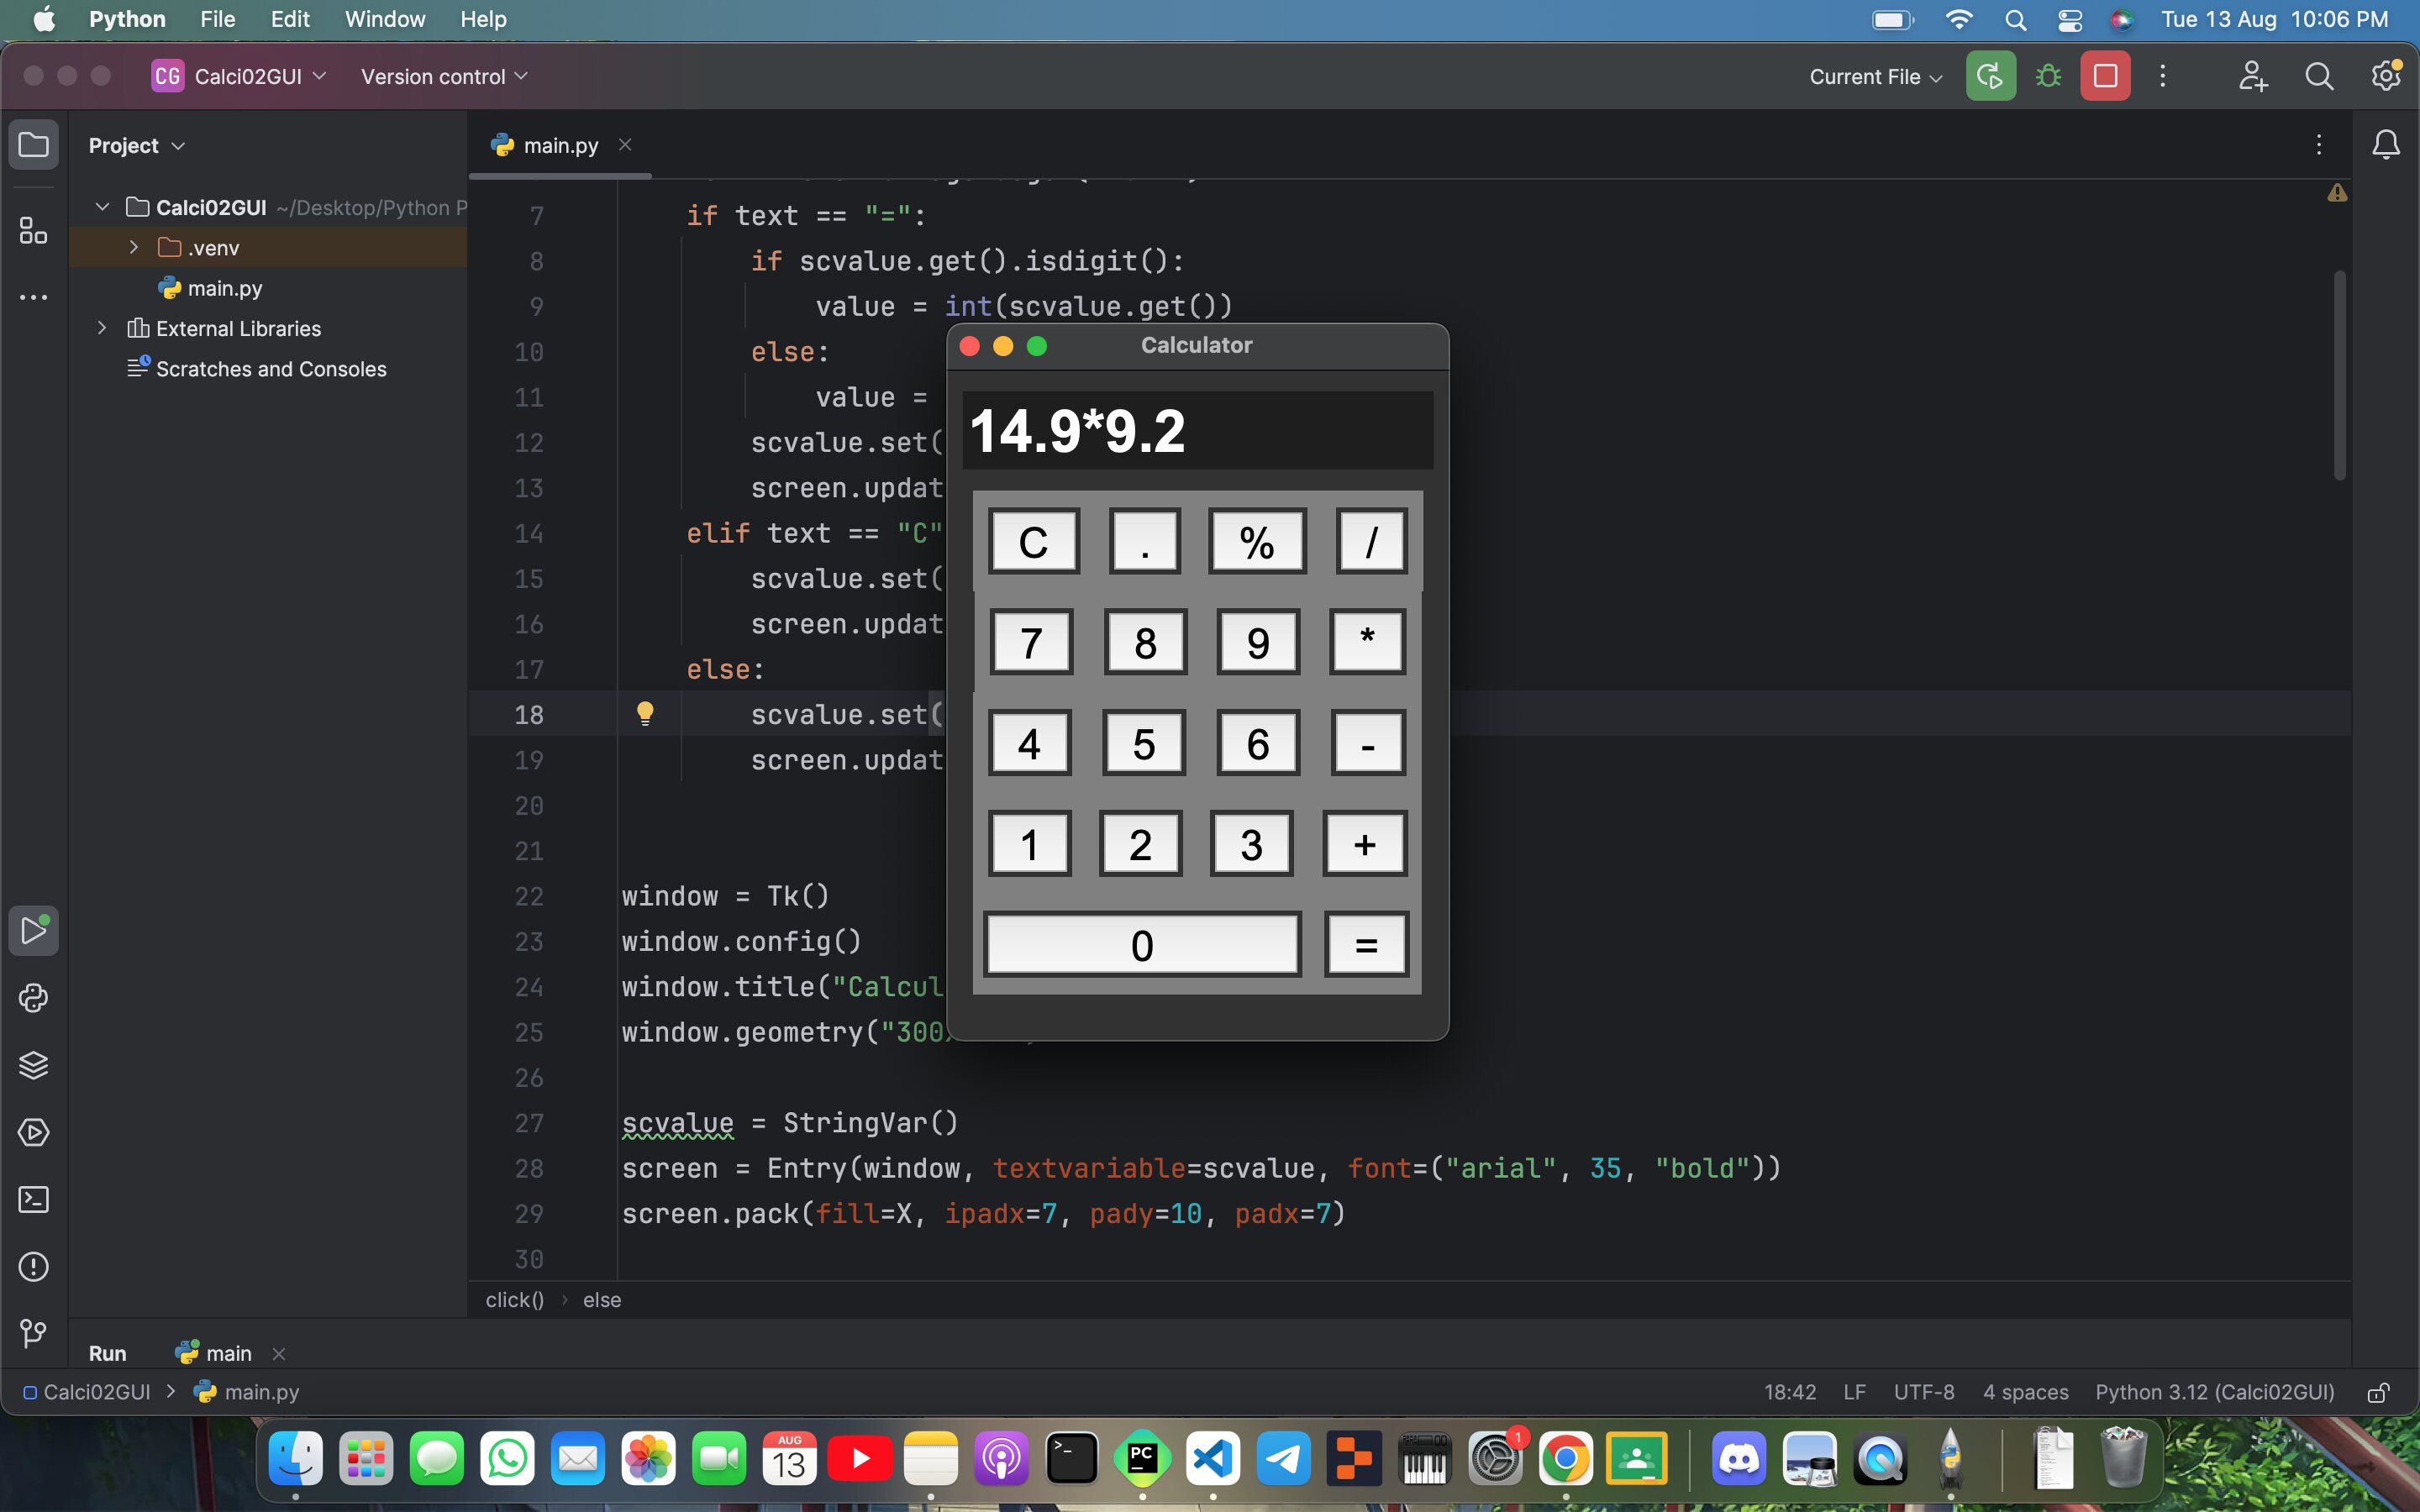 Python File Edit Window Help Tue 13 Aug 10:06 PM
CG Calci02GUI Version control Current File
Project
main.py
Calci02GUI ~/Desktop/Python P
.venv
main.py
External Libraries
Scratches and Consoles
7 if text == "=":
8 if scvalue.get().isdigit():
9 value = int(scvalue.get())
10 else:
11 value =
12 scvalue.set(
13 screen.updat
14 elif text == "C"
15 scvalue.set(
16 screen.updat
17 else:
18 scvalue.set(
19 screen.updat
20
21
22 window = Tk()
23 window.config()
24 window.title("Calcul
25 window.geometry("300
26
27 scvalue = StringVar()
28 screen = Entry(window, textvariable=scvalue, font=("arial", 35, "bold"))
29 screen.pack(fill=X, ipadx=7, pady=10, padx=7)
30
Calculator
14.9*9.2
C . % /
7 8 9 *
4 5 6 -
1 2 3 +
0 =
click() › else
Run main
Calci02GUI > main.py 18:42 LF UTF-8 4 spaces Python 3.12 (Calci02GUI)
AUG
13
PC
1